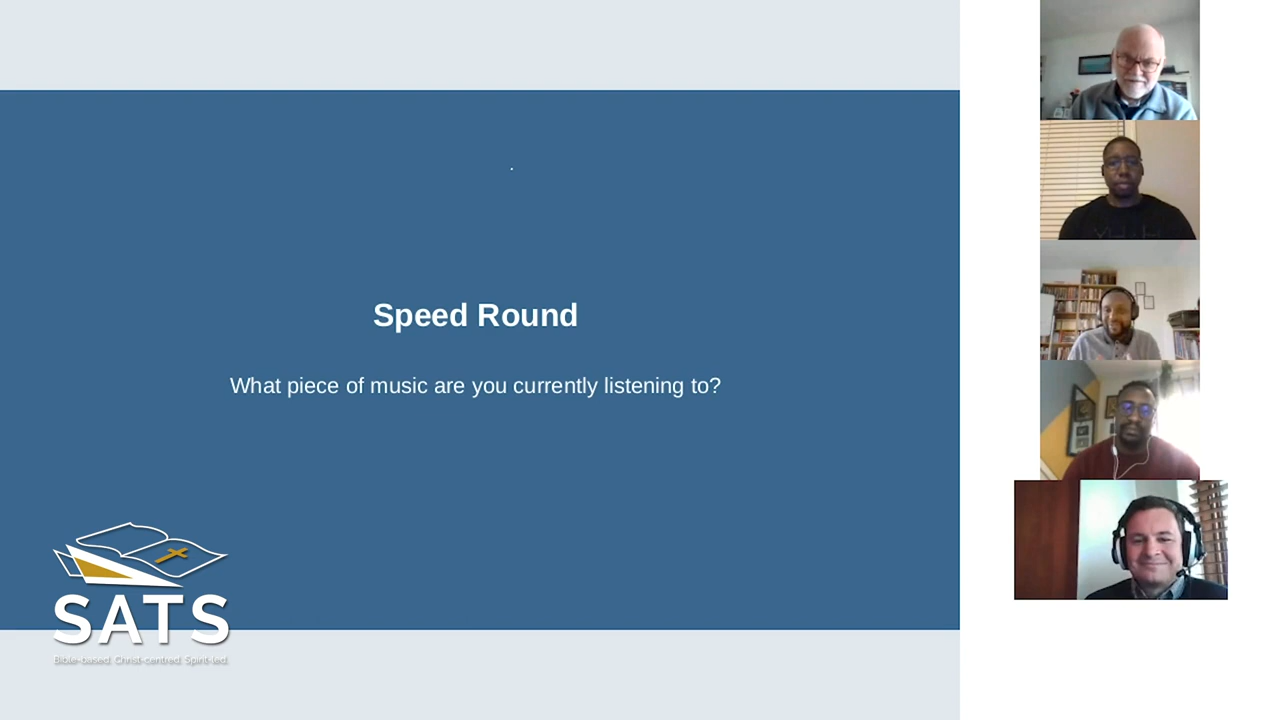 Speed Round
What piece of music are you currently listening to?
SATS
Bible-based. Christ-centred. Spirit-led.